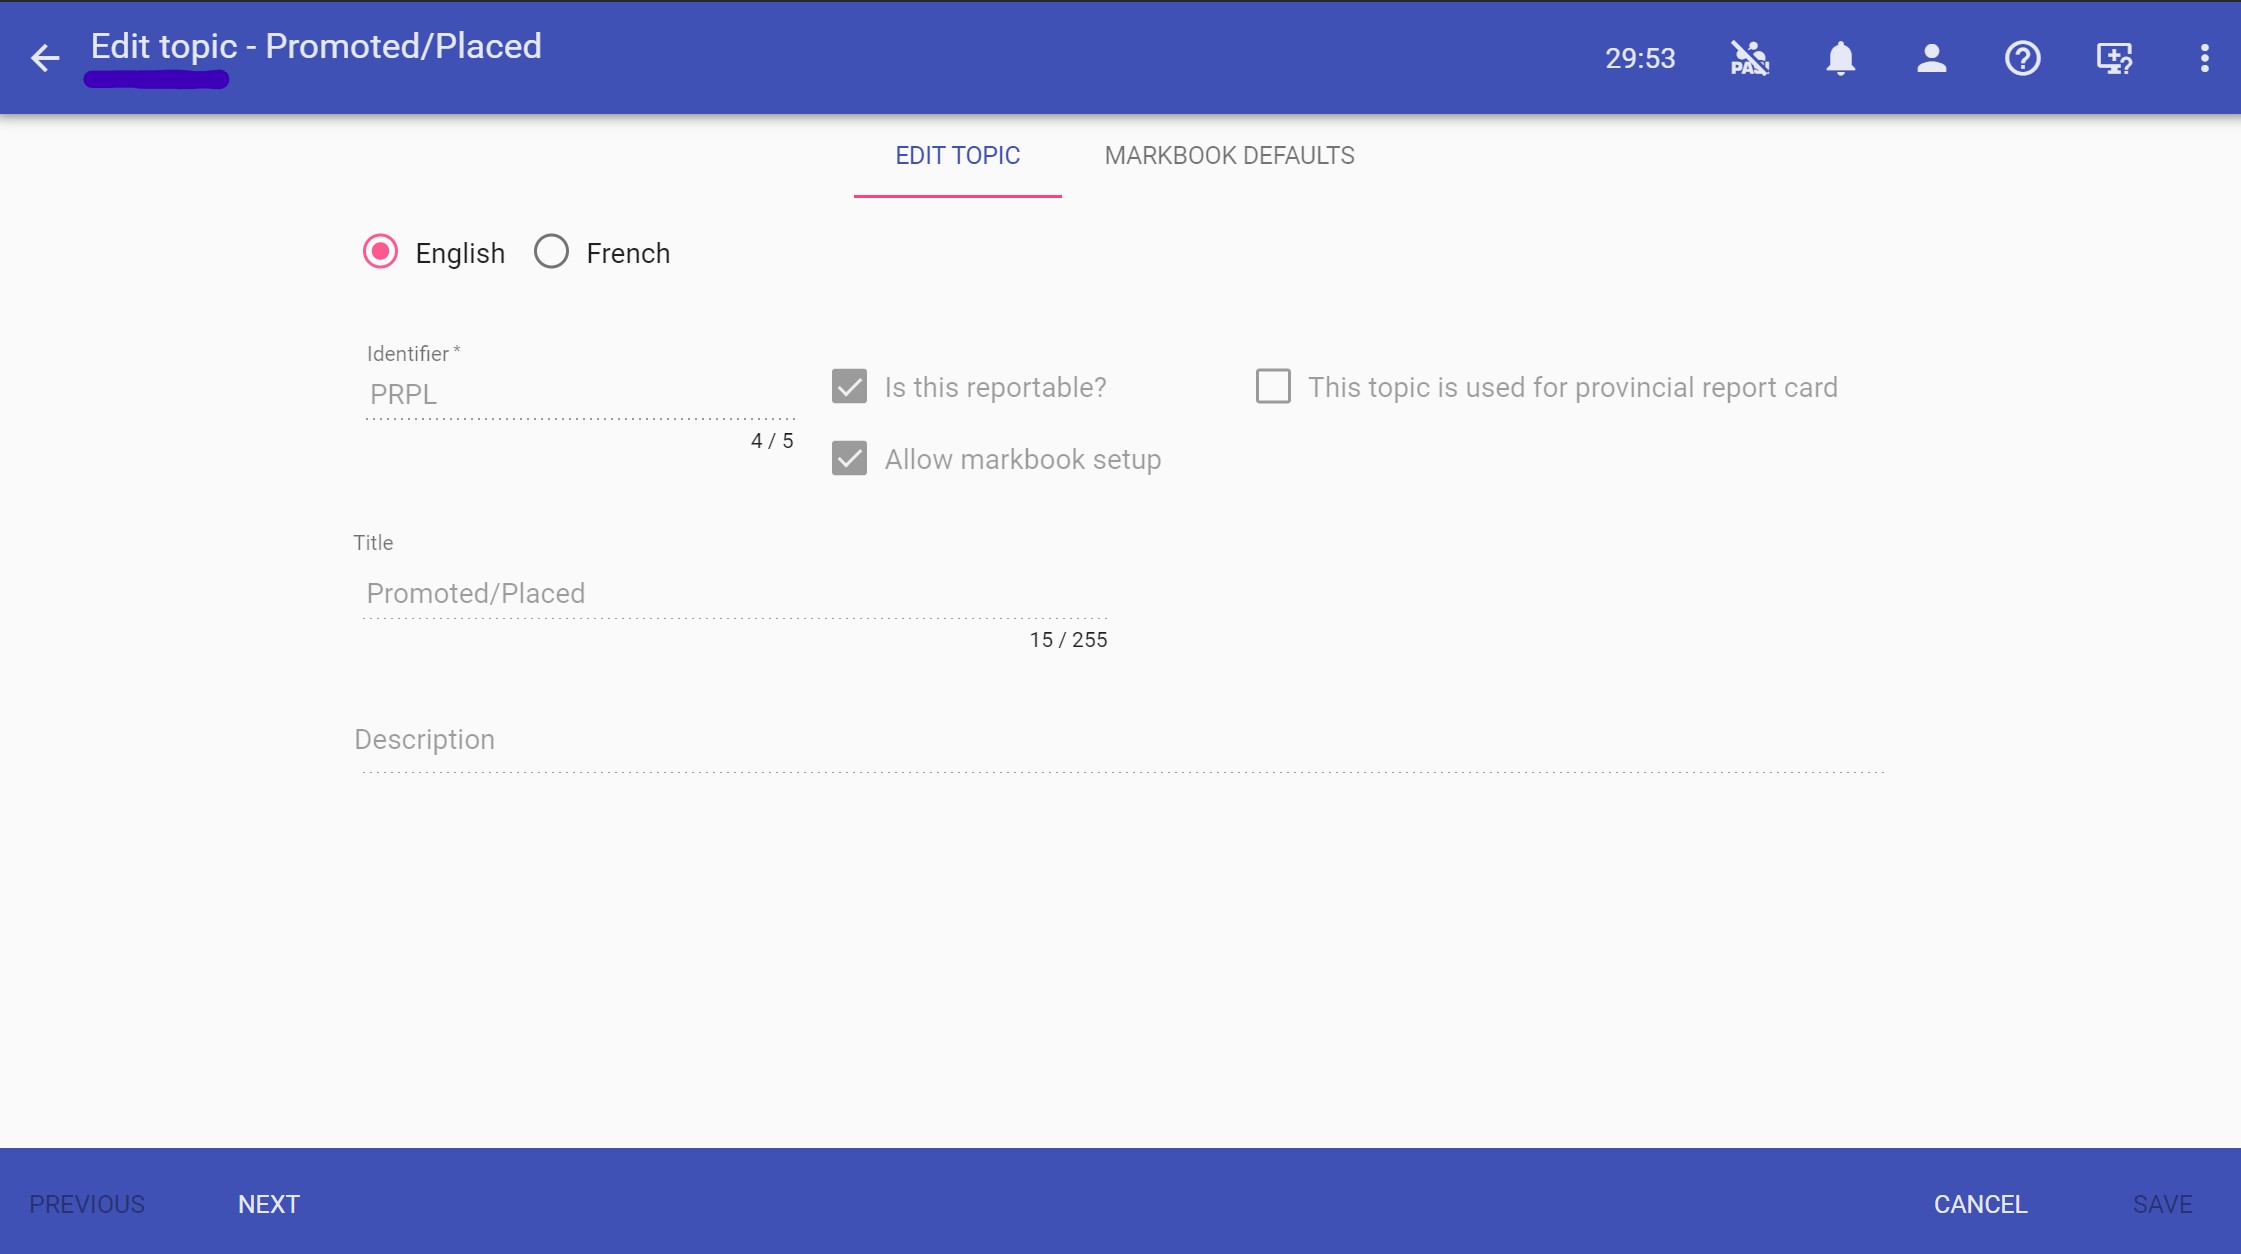 Edit topic - Promoted/Placed
29:53
PAS!
EDIT TOPIC
MARKBOOK DEFAULTS
English
French
Identifier *
PRPL
4 / 5
Is this reportable?
This topic is used for provincial report card
Allow markbook setup
Title
Promoted/Placed
15 / 255
Description
PREVIOUS
NEXT
CANCEL
SAVE